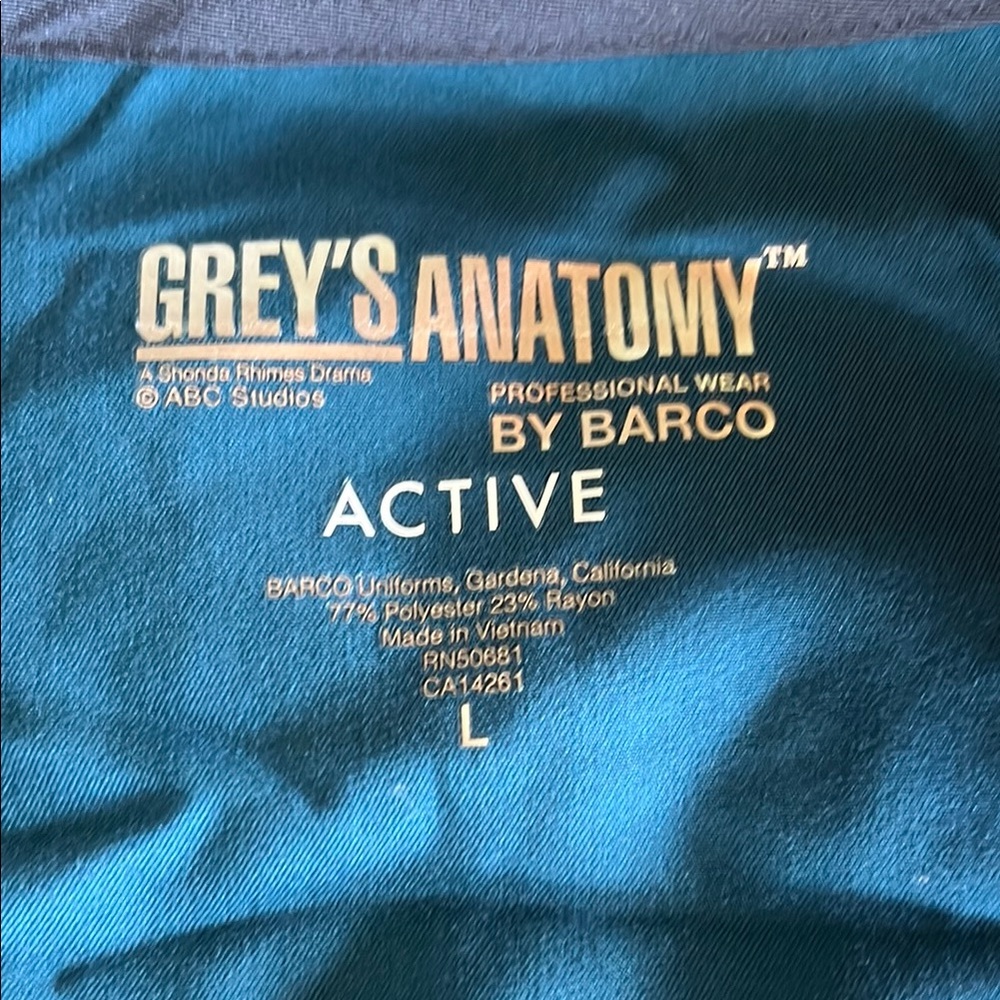 GREY'S ANATOMY™
A Shonda Rhimes Drama
© ABC Studios
PROFESSIONAL WEAR
BY BARCO
ACTIVE
BARCO Uniforms, Gardena, California
77% Polyester 23% Rayon
Made in Vietnam
RN50681
CA14261
L